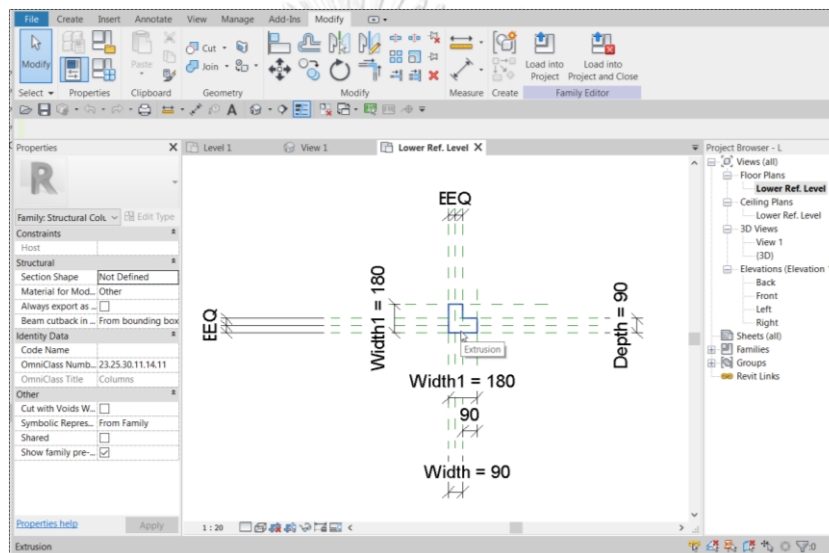 File Create Insert Annotate View Manage Add-Ins Modify
Modify
Paste
Cut
Join
Load into Project
Load into Project and Close
Select Properties Clipboard Geometry Modify Measure Create Family Editor
Properties
Level 1
View 1
Lower Ref. Level
Project Browser - L
Views (all)
Floor Plans
Lower Ref. Level
Ceiling Plans
Lower Ref. Level
3D Views
View 1
{3D}
Elevations (Elevation 1
Back
Front
Left
Right
Sheets (all)
Families
Groups
Revit Links
Family: Structural Colu
Edit Type
Constraints
Host
Structural
Section Shape Not Defined
Material for Mod... Other
Always export as ...
Beam cutback in ... From bounding box
Identity Data
Code Name
OmniClass Numb... 23.25.30.11.14.11
OmniClass Title Columns
Other
Cut with Voids W...
Symbolic Repres... From Family
Shared
Show family pre-...
Properties help
Apply
EEQ
EEQ
Width1 = 180
Depth = 90
Extrusion
Width1 = 180
90
Width = 90
1 : 20
Extrusion
:0